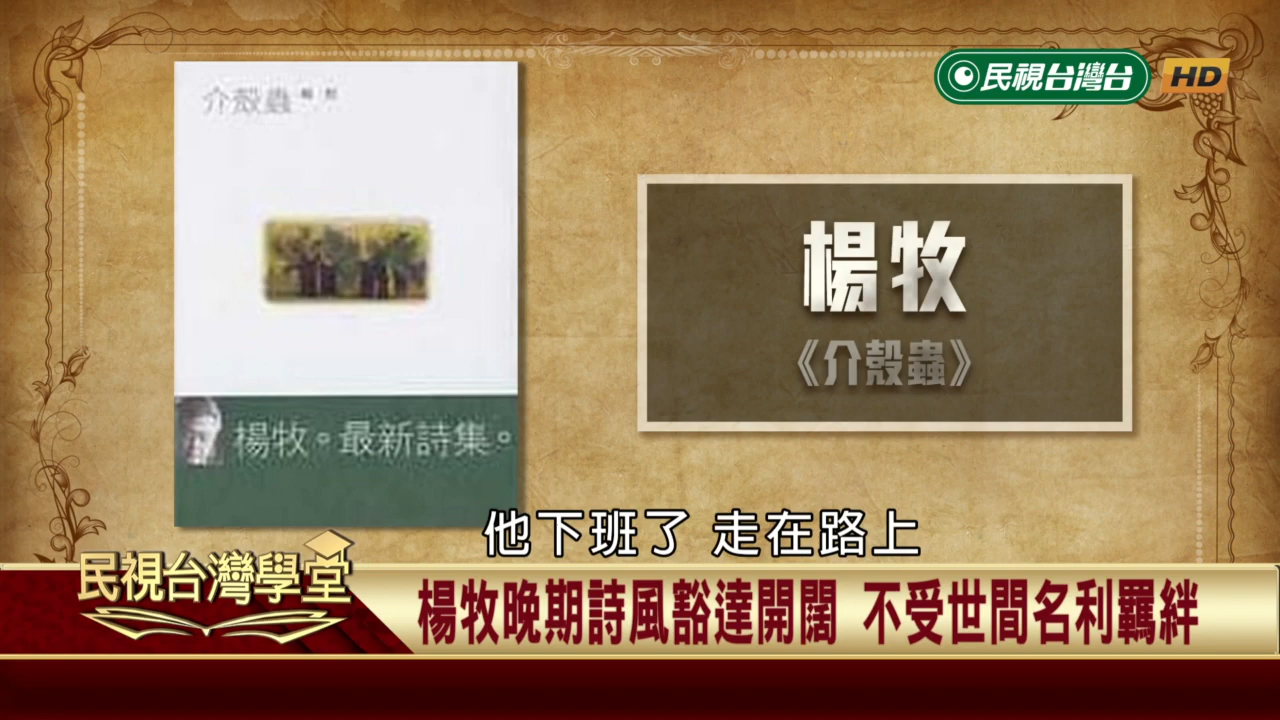 介殼蟲
民視台灣台 HD
楊牧
《介殼蟲》
楊牧。最新詩集。
他下班了 走在路上
民視台灣學堂
楊牧晚期詩風豁達開闊 不受世間名利羈絆